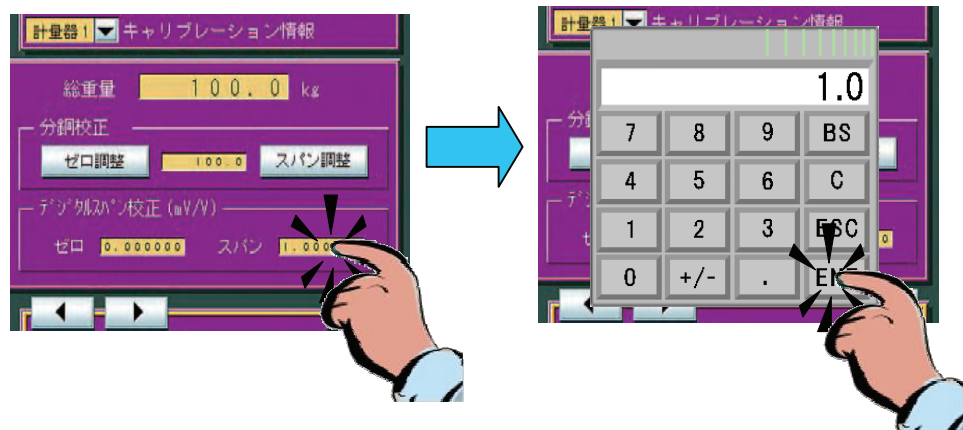 計量器1 キャリブレーション情報
総重量 100.0 kg
分銅校正
ゼロ調整 100.0 スパン調整
デジタルスパン校正 (mV/V)
ゼロ 0.000000 スパン 1.000
計量器1 キャリブレーション情報
1.0
7 8 9 BS
4 5 6 C
1 2 3 ESC
0 +/- .